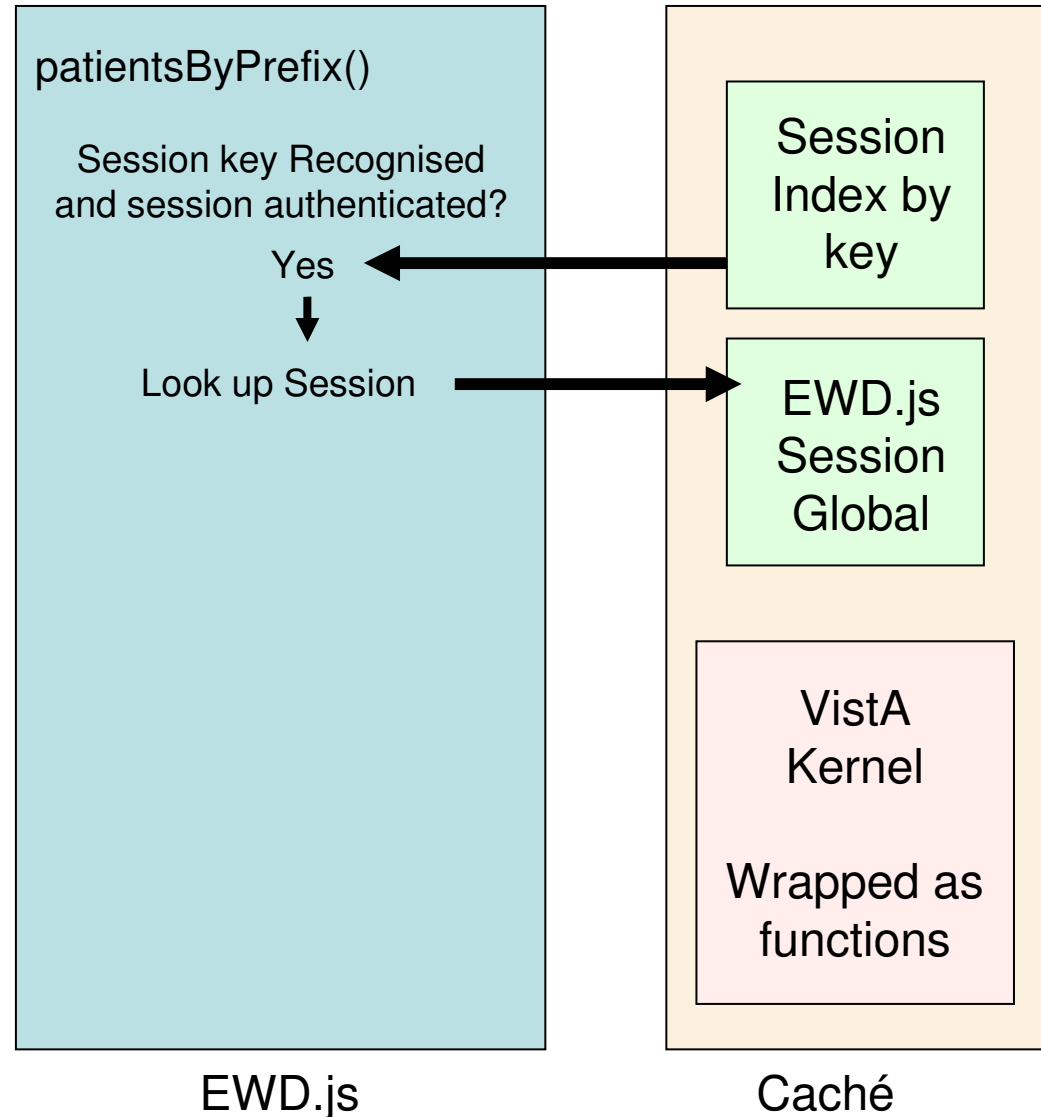 patientsByPrefix()
Session key Recognised
and session authenticated?
Yes
Look up Session
Session
Index by
key
EWD.js
Session
Global
VistA
Kernel
Wrapped as
functions
EWD.js
Caché